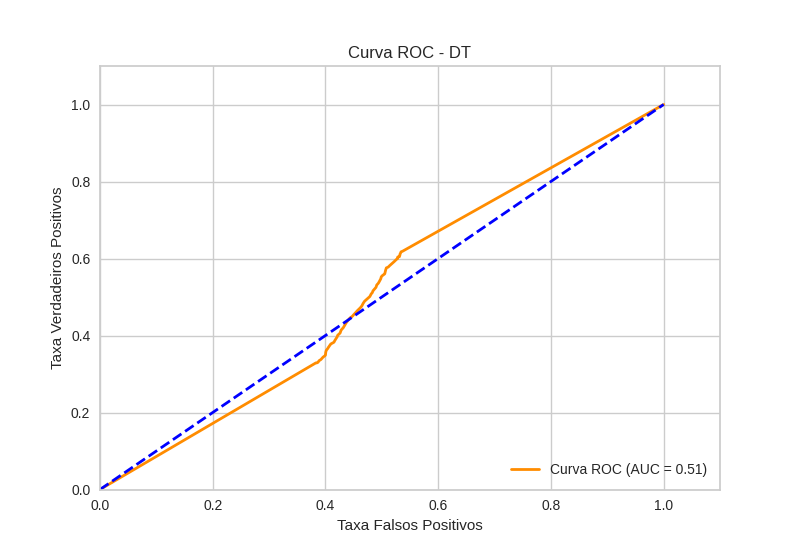 Curva ROC - DT
Taxa Verdadeiros Positivos
1.0
0.8
0.6
0.4
0.2
0.0
Curva ROC (AUC = 0.51)
0.0 0.2 0.4 0.6 0.8 1.0
Taxa Falsos Positivos